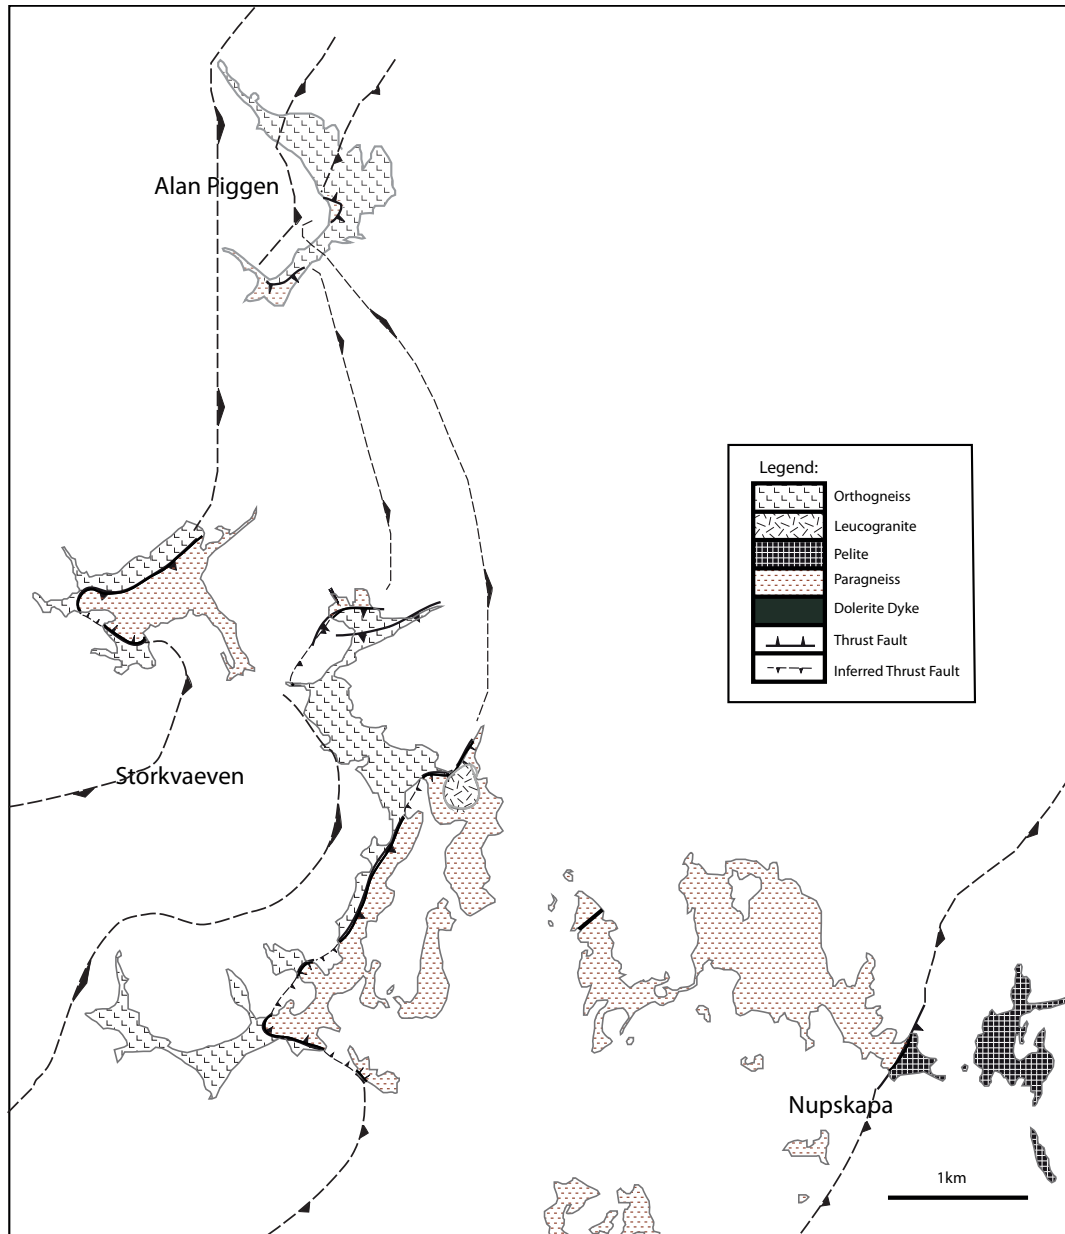 Alan Piggen
Legend:
Orthogneiss
Leucogranite
Pelite
Paragneiss
Dolerite Dyke
Thrust Fault
Inferred Thrust Fault
Storkvaeven
Nupskapa
1km